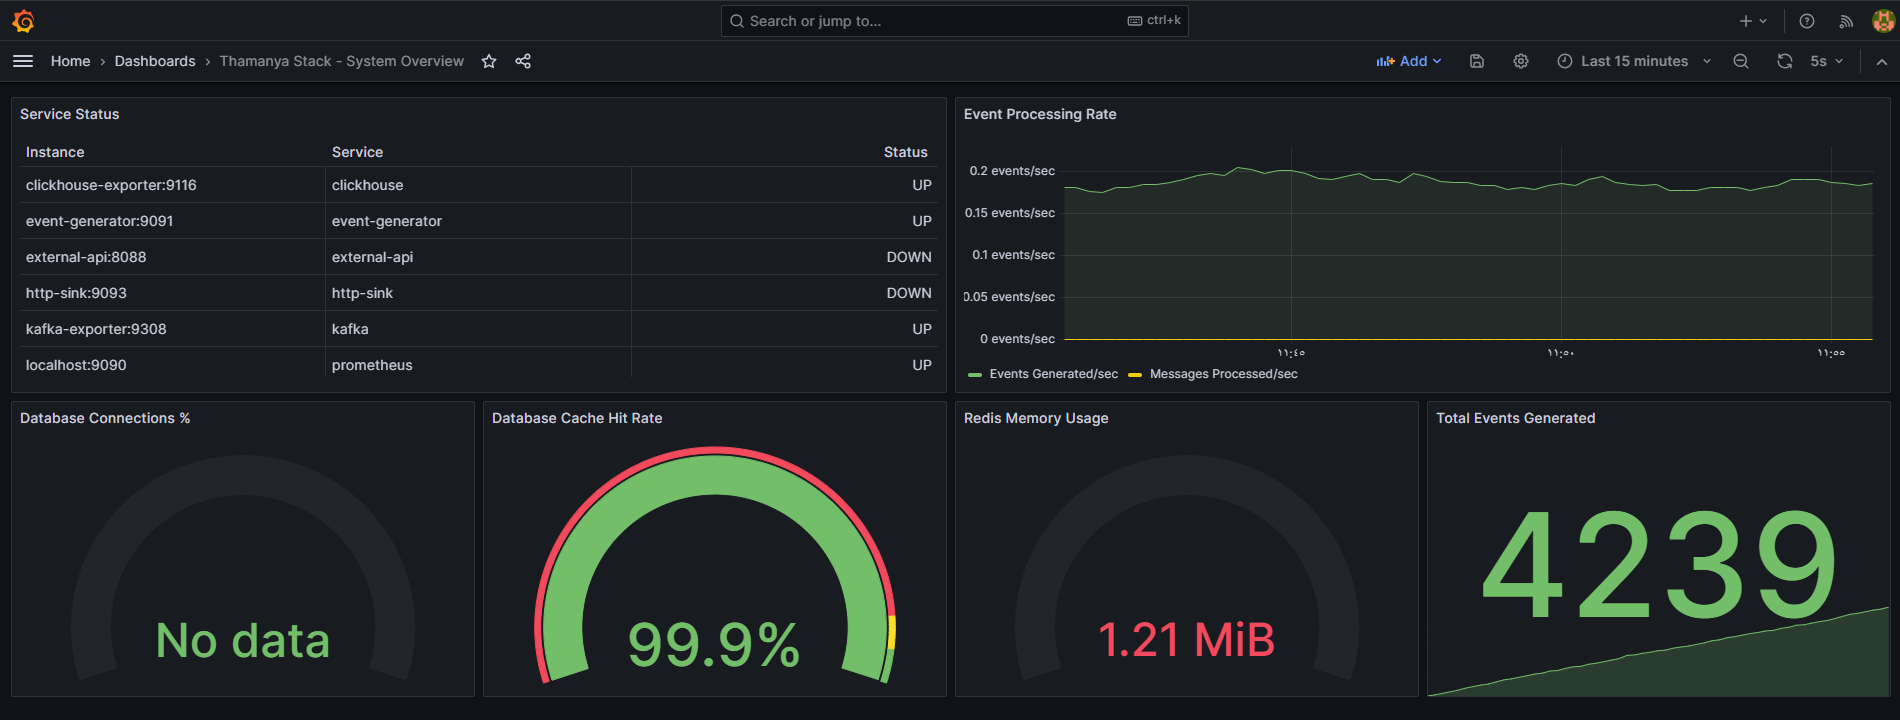 Search or jump to...
ctrl+k
Home › Dashboards › Thamanya Stack - System Overview
Add
Last 15 minutes
5s
Service Status
Instance Service Status
clickhouse-exporter:9116 clickhouse UP
event-generator:9091 event-generator UP
external-api:8088 external-api DOWN
http-sink:9093 http-sink DOWN
kafka-exporter:9308 kafka UP
localhost:9090 prometheus UP
Event Processing Rate
0.2 events/sec
0.15 events/sec
0.1 events/sec
0.05 events/sec
0 events/sec
١١:٤٥ ١١:٥٠ ١١:٥٥
Events Generated/sec Messages Processed/sec
Database Connections %
No data
Database Cache Hit Rate
99.9%
Redis Memory Usage
1.21 MiB
Total Events Generated
4239